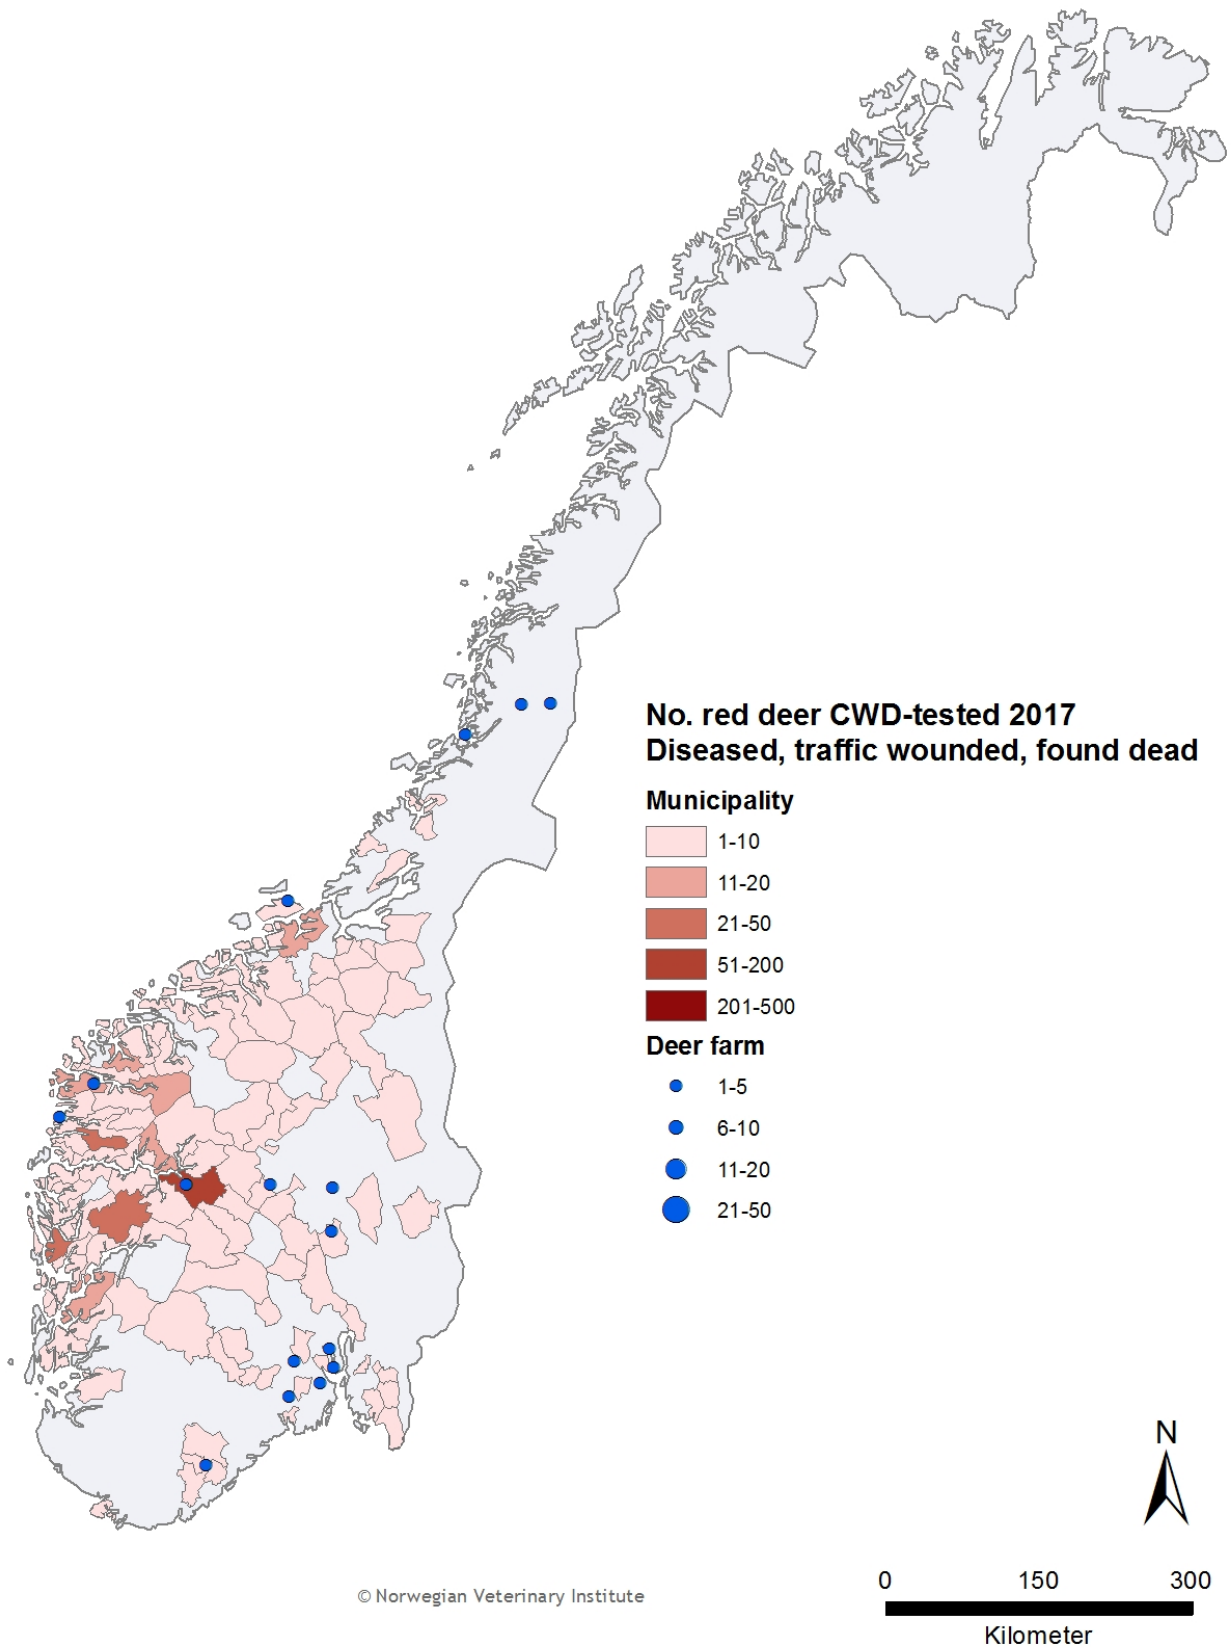 No. red deer CWD-tested 2017
Diseased, traffic wounded, found dead
Municipality
1-10
11-20
21-50
51-200
201-500
Deer farm
1-5
6-10
11-20
21-50
N
0 150 300
Kilometer
© Norwegian Veterinary Institute